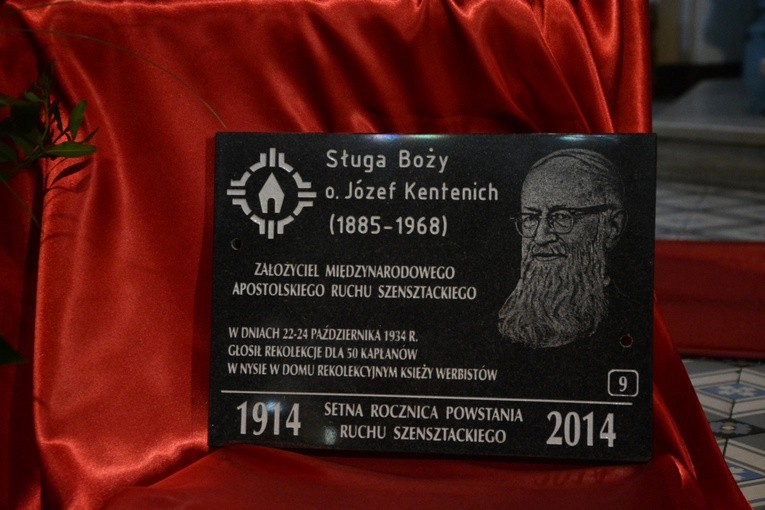 Sługa Boży
o. Józef Kentenich
(1885-1968)
ZAŁOŻYCIEL MIĘDZYNARODOWEGO
APOSTOLSKIEGO RUCHU SZENSZTACKIEGO
W DNIACH 22-24 PAŹDZIERNIKA 1934 R.
GŁOSIŁ REKOLEKCJE DLA 50 KAPŁANÓW
W NYSIE W DOMU REKOLEKCYJNYM KSIĘŻY WERBISTÓW
9
1914 SETNA ROCZNICA POWSTANIA 2014
RUCHU SZENSZTACKIEGO